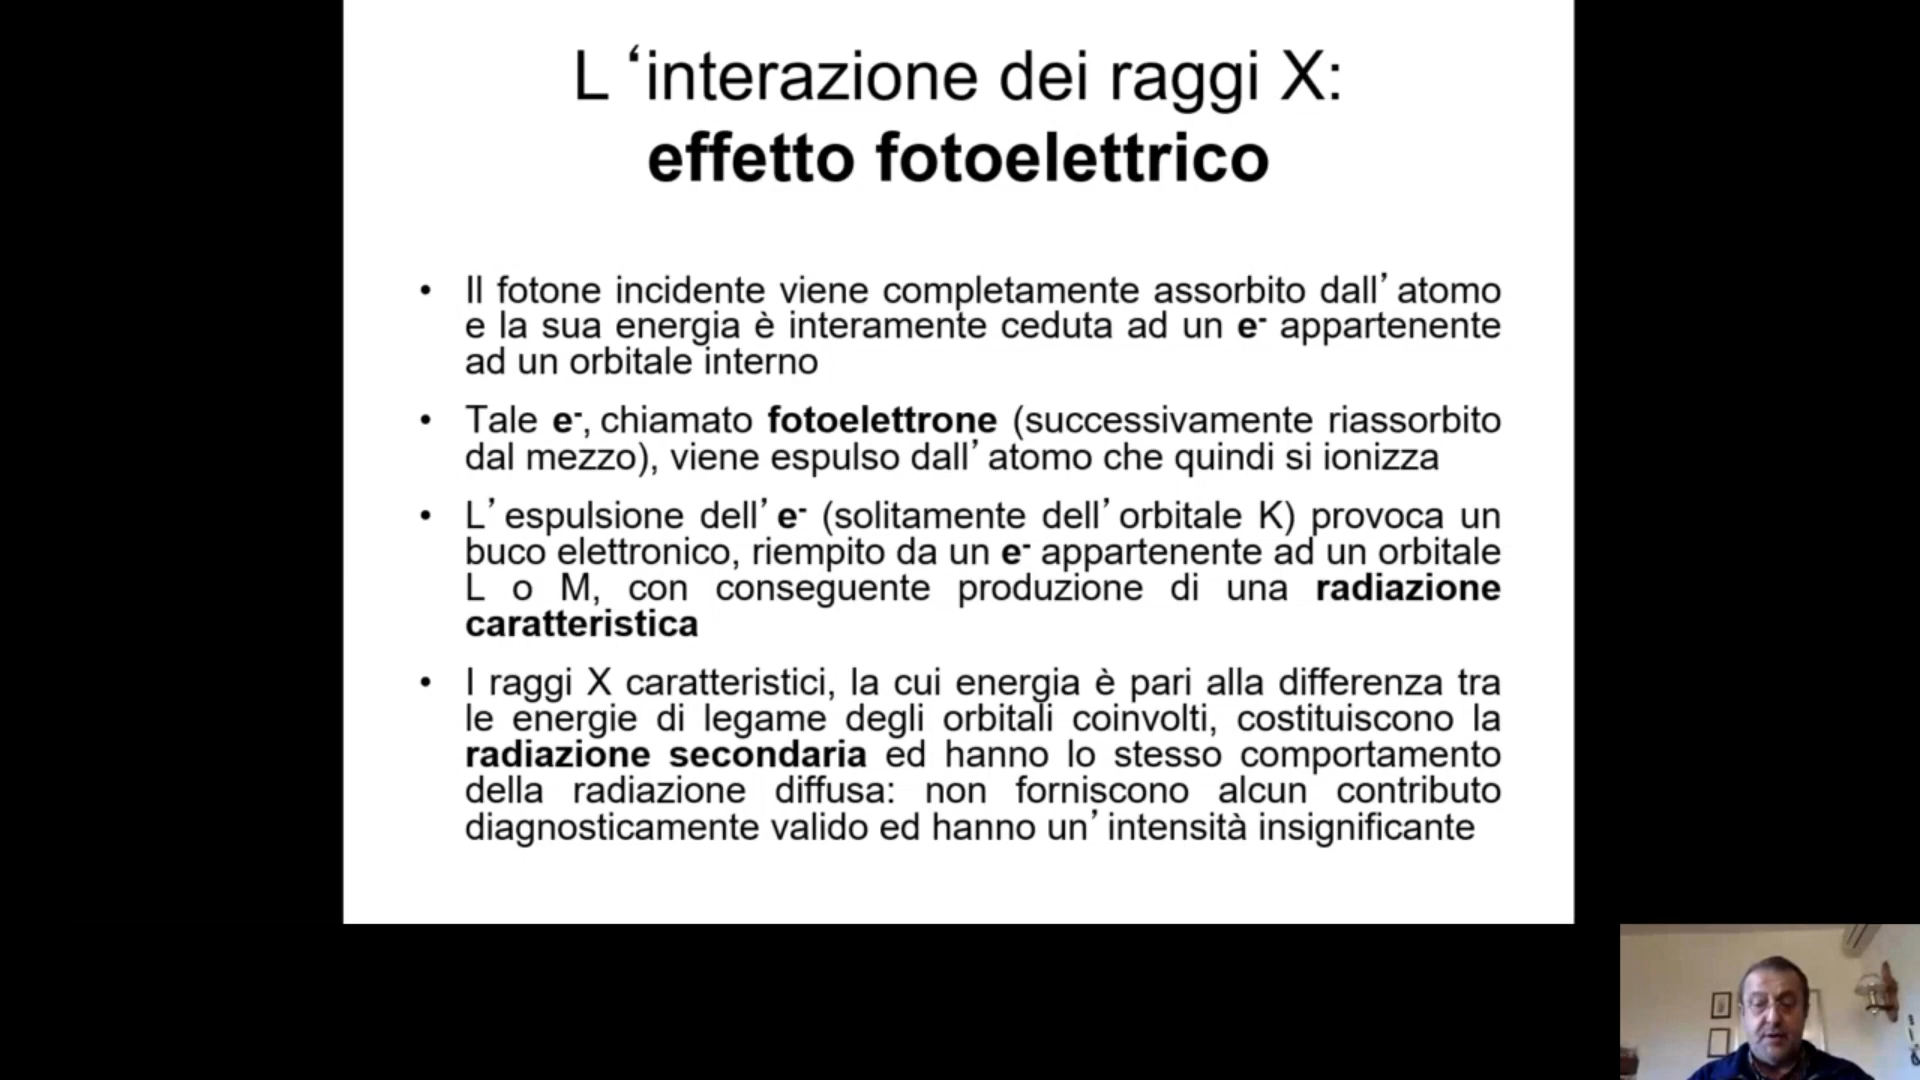 L ‘interazione dei raggi X:
effetto fotoelettrico
• Il fotone incidente viene completamente assorbito dall’atomo
e la sua energia è interamente ceduta ad un e- appartenente
ad un orbitale interno
• Tale e-, chiamato fotoelettrone (successivamente riassorbito
dal mezzo), viene espulso dall’atomo che quindi si ionizza
• L’espulsione dell’e- (solitamente dell’orbitale K) provoca un
buco elettronico, riempito da un e- appartenente ad un orbitale
L o M, con conseguente produzione di una radiazione
caratteristica
• I raggi X caratteristici, la cui energia è pari alla differenza tra
le energie di legame degli orbitali coinvolti, costituiscono la
radiazione secondaria ed hanno lo stesso comportamento
della radiazione diffusa: non forniscono alcun contributo
diagnosticamente valido ed hanno un’intensità insignificante